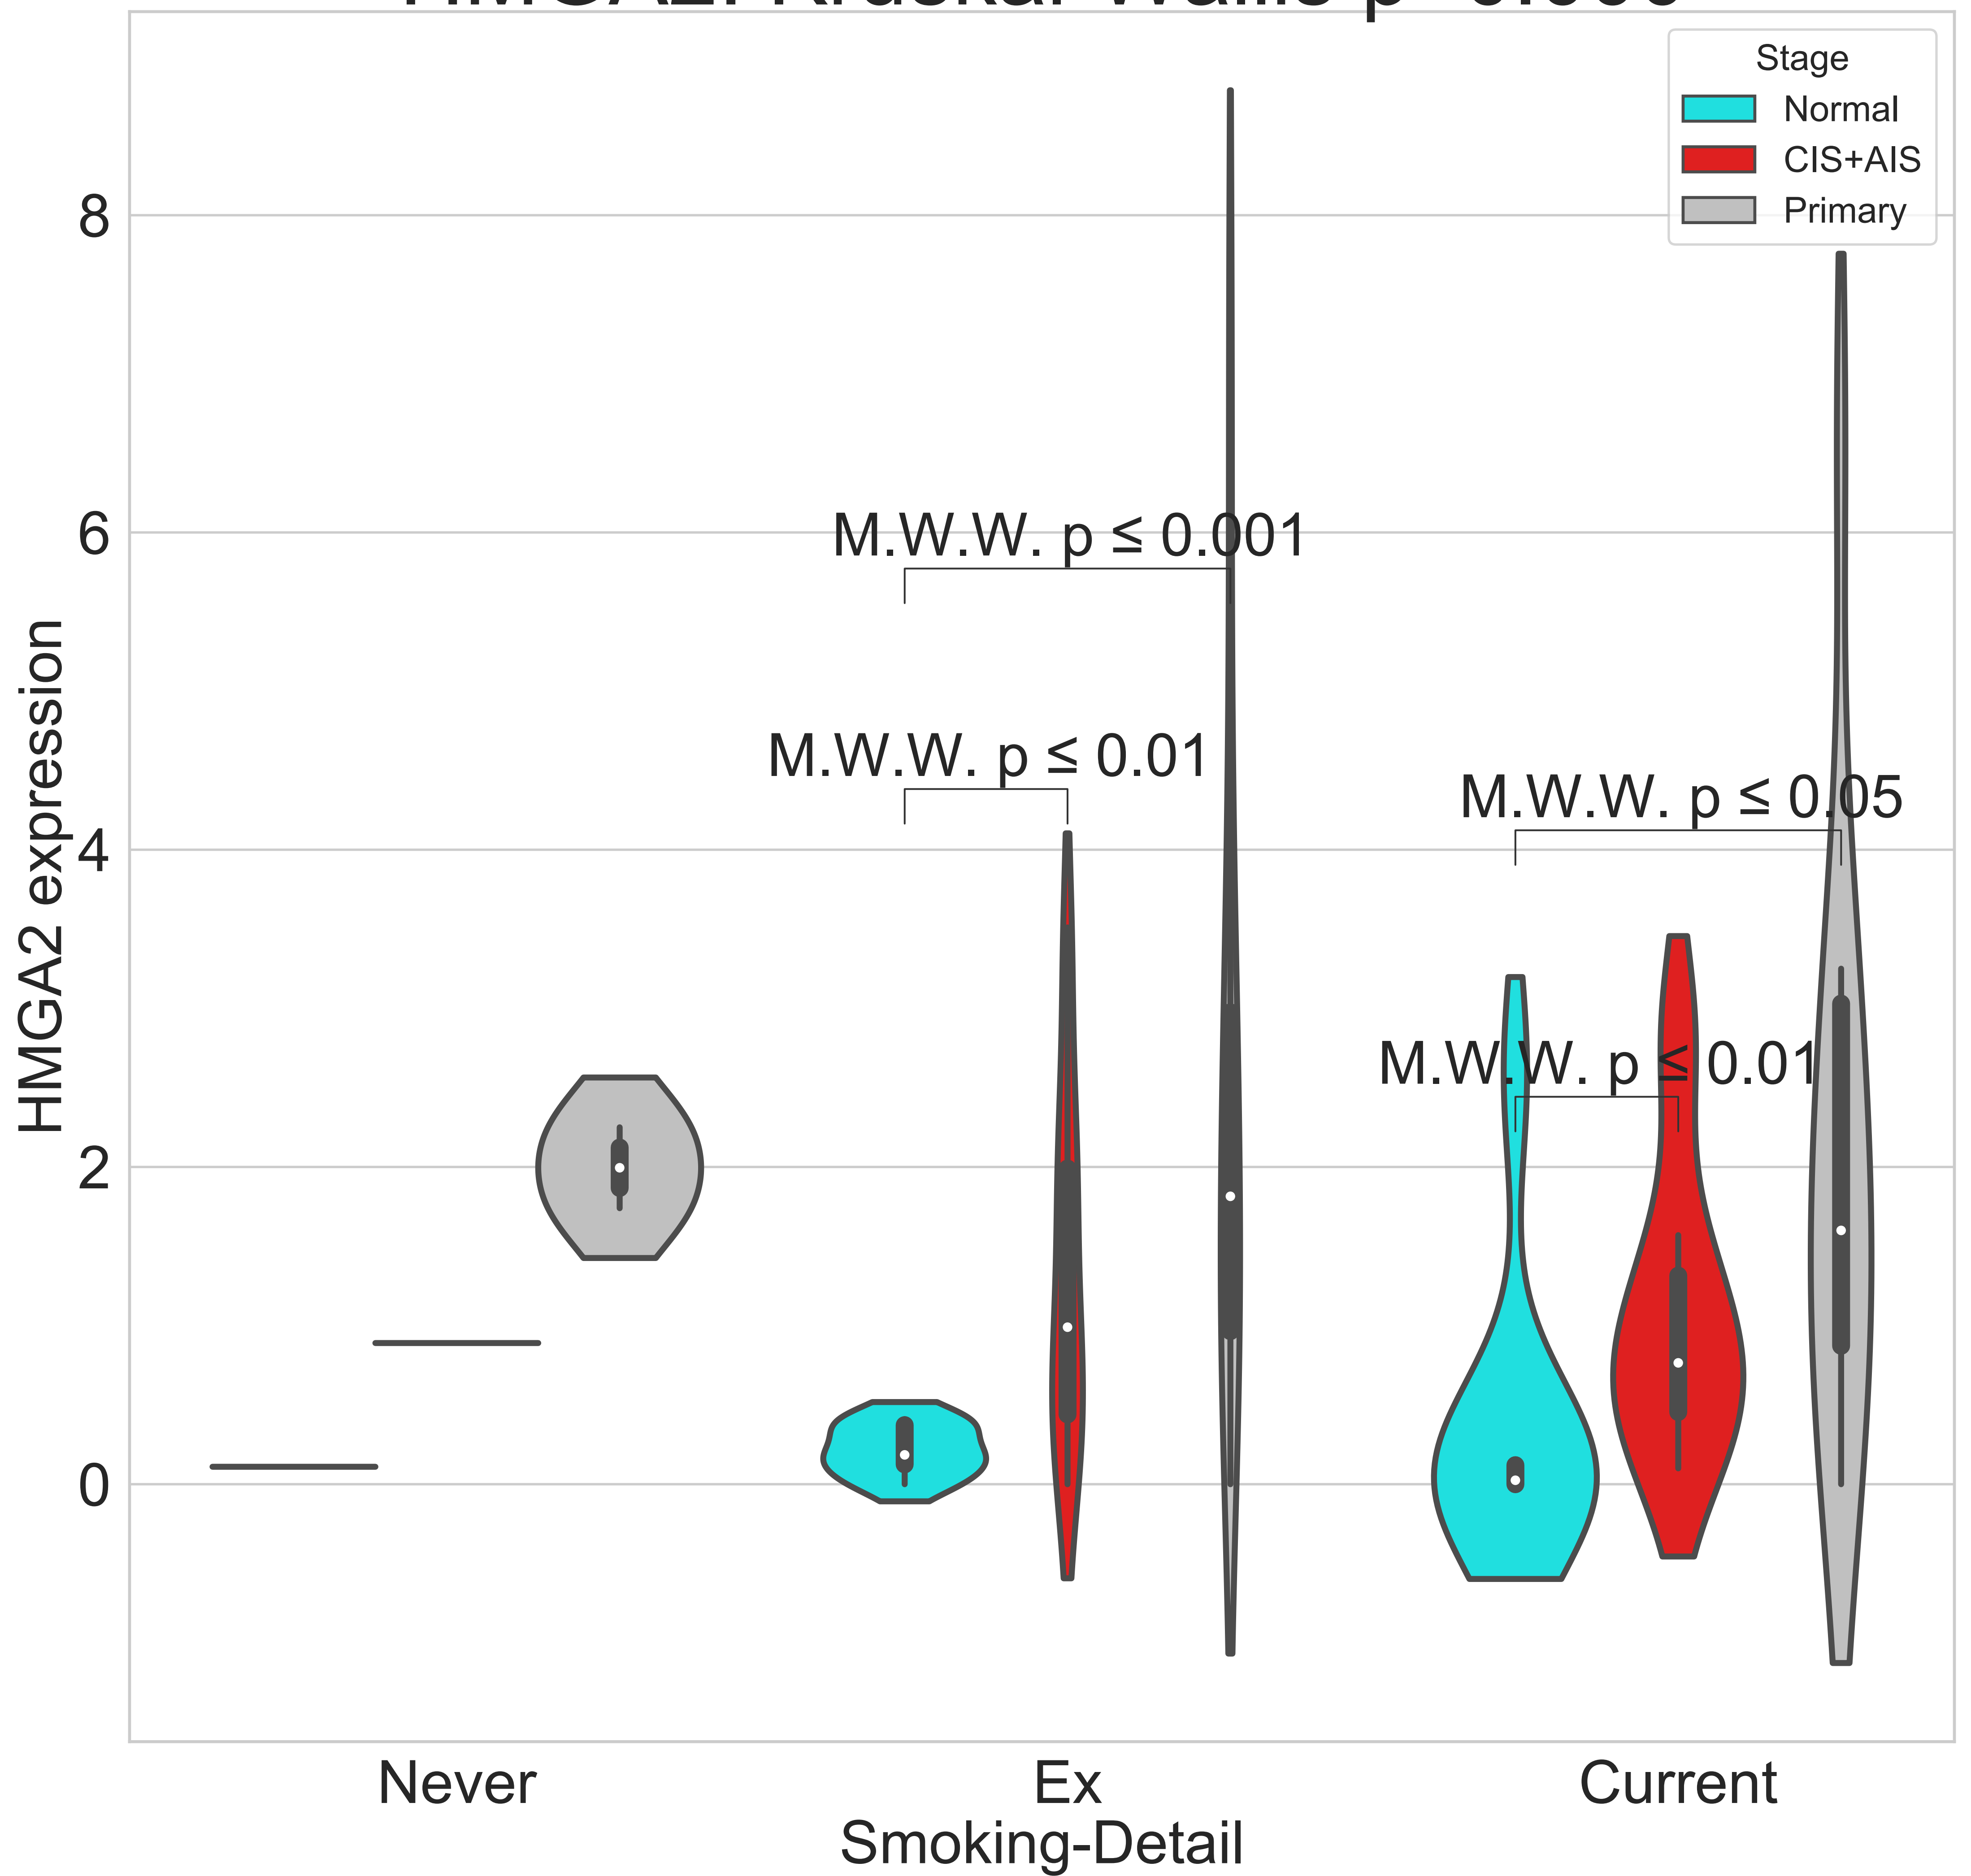 Stage
Normal
CIS+AIS
Primary
8
6
4
2
0
HMGA2 expression
M.W.W. p ≤ 0.001
M.W.W. p ≤ 0.01
M.W.W. p ≤ 0.05
M.W.W. p ≤ 0.01
Never
Ex
Current
Smoking-Detail